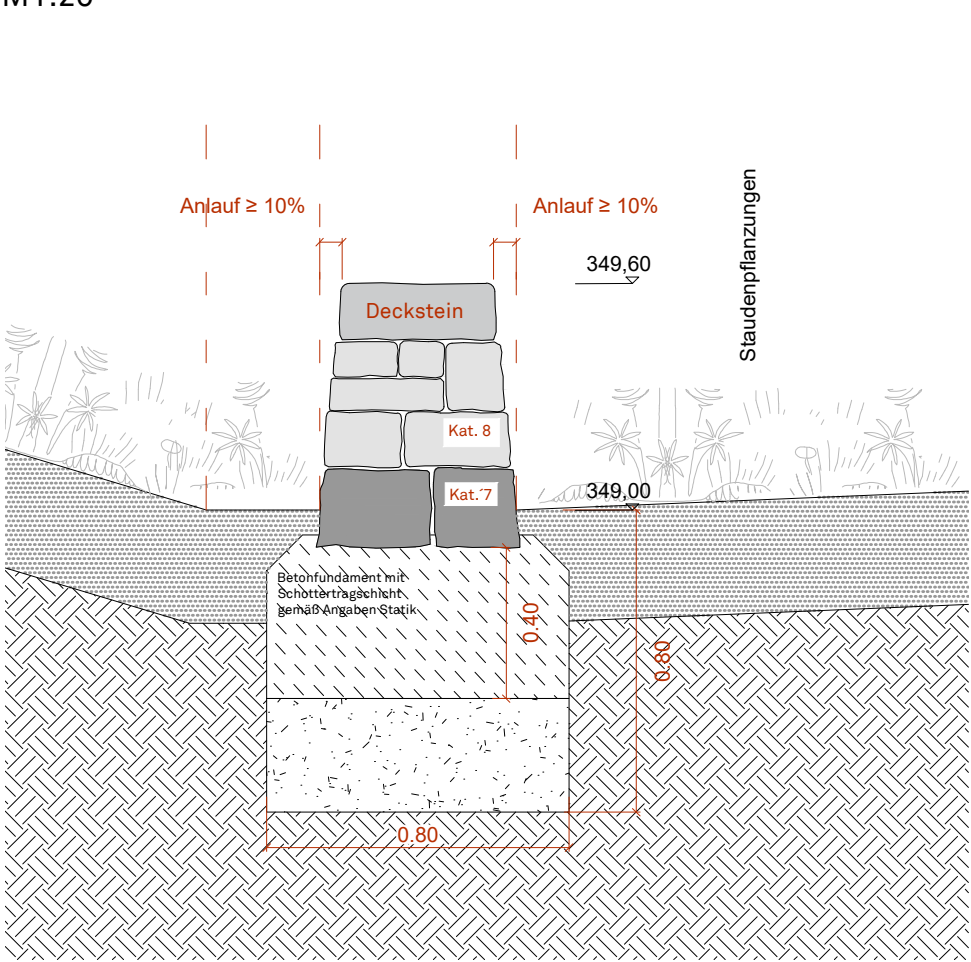 M1:20
Anlauf ≥ 10%
Anlauf ≥ 10%
349,60
Staudenpflanzungen
Deckstein
Kat. 8
Kat.´7
349,00
Betonfundament mit
Schottertragschicht
gemäß Angaben Statik
0.40
0.80
0.80